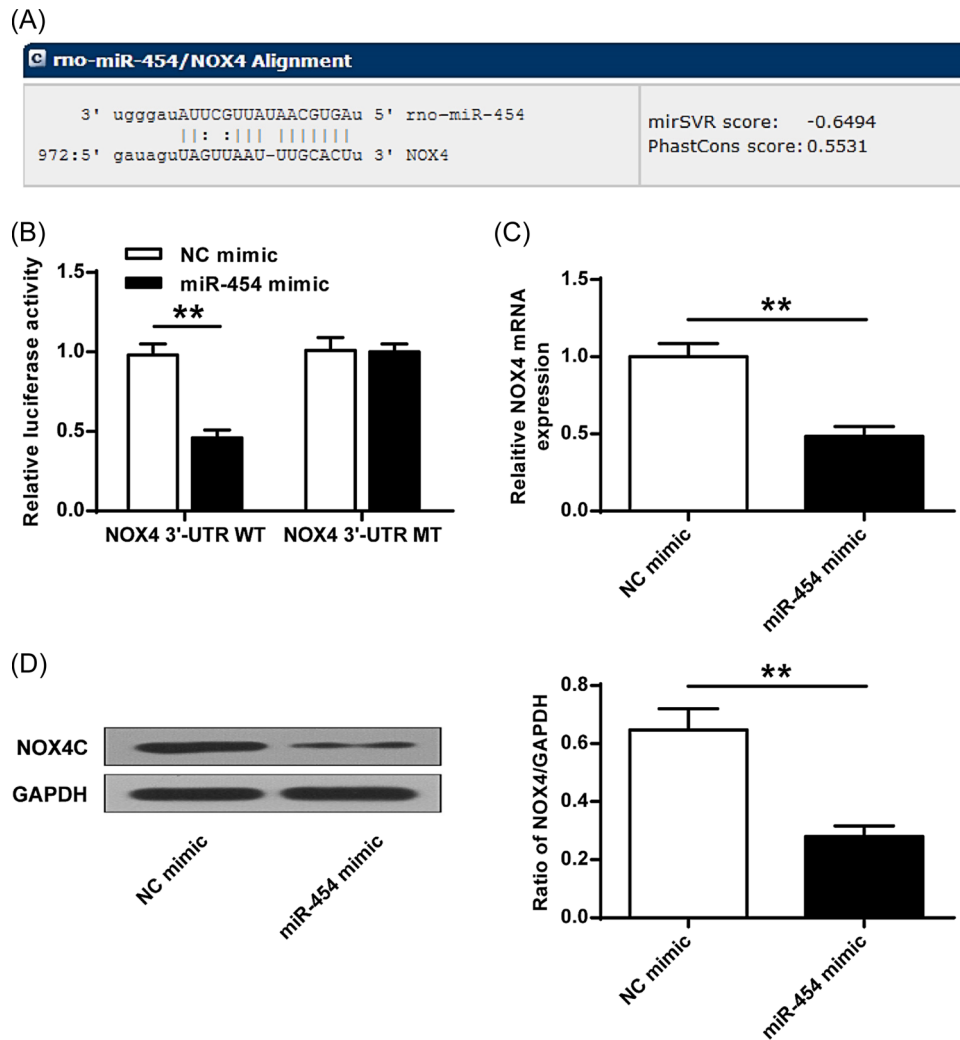 (A)
C rno-miR-454/NOX4 Alignment
3' ugggauAUUCGUUAUAACGUGAu 5' rno-miR-454
||: :||| |||||||
972:5' gauaguUAGUUAAU-UUGCACUu 3' NOX4
mirSVR score: -0.6494
PhastCons score: 0.5531
(B)
NC mimic
miR-454 mimic
Relative luciferase activity
1.5
1.0
0.5
0.0
**
NOX4 3'-UTR WT
NOX4 3'-UTR MT
(C)
Relaitive NOX4 mRNA
expression
1.5
1.0
0.5
0.0
**
NC mimic
miR-454 mimic
(D)
NOX4C
GAPDH
NC mimic
miR-454 mimic
Ratio of NOX4/GAPDH
0.8
0.6
0.4
0.2
0.0
**
NC mimic
miR-454 mimic